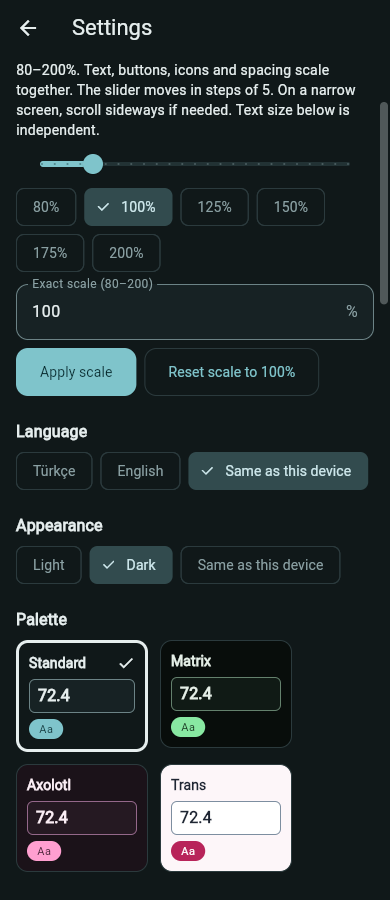 Settings
80–200%. Text, buttons, icons and spacing scale
together. The slider moves in steps of 5. On a narrow
screen, scroll sideways if needed. Text size below is
independent.
80% 100% 125% 150%
175% 200%
Exact scale (80–200)
100 %
Apply scale Reset scale to 100%
Language
Türkçe English Same as this device
Appearance
Light Dark Same as this device
Palette
Standard Matrix
72.4 72.4
Aa Aa
Axolotl Trans
72.4 72.4
Aa Aa